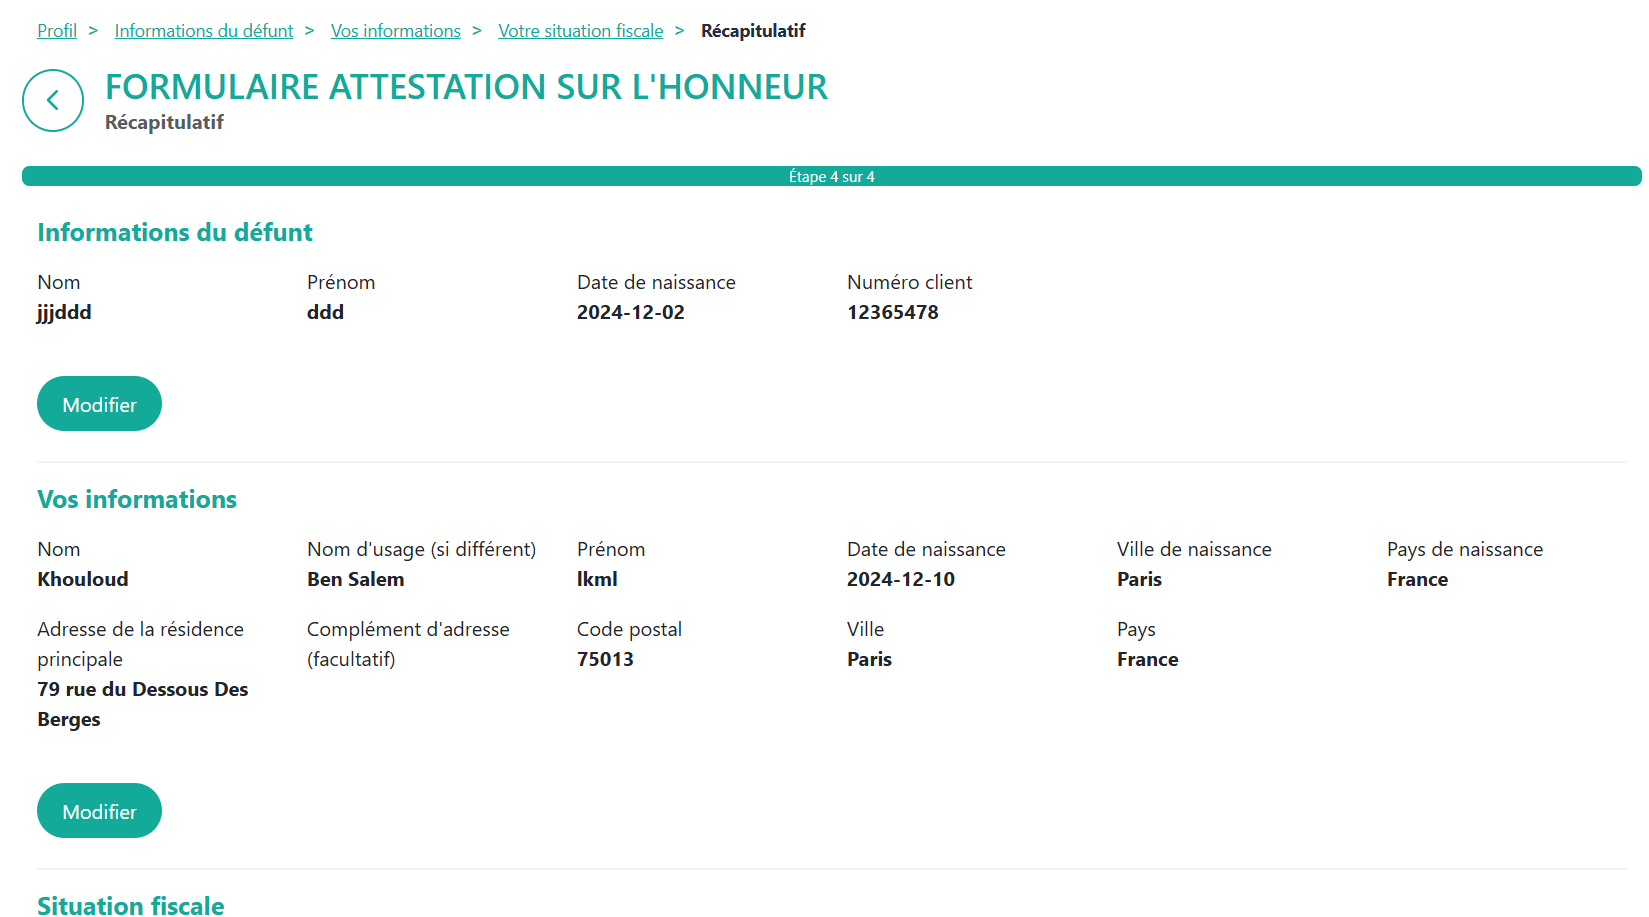 Profil > Informations du défunt > Vos informations > Votre situation fiscale > Récapitulatif
FORMULAIRE ATTESTATION SUR L'HONNEUR
Récapitulatif
Étape 4 sur 4
Informations du défunt
Nom Prénom Date de naissance Numéro client
jjjddd ddd 2024-12-02 12365478
Modifier
Vos informations
Nom Nom d'usage (si différent) Prénom Date de naissance Ville de naissance Pays de naissance
Khouloud Ben Salem lkml 2024-12-10 Paris France
Adresse de la résidence Complément d'adresse Code postal Ville Pays
principale (facultatif) 75013 Paris France
79 rue du Dessous Des
Berges
Modifier
Situation fiscale